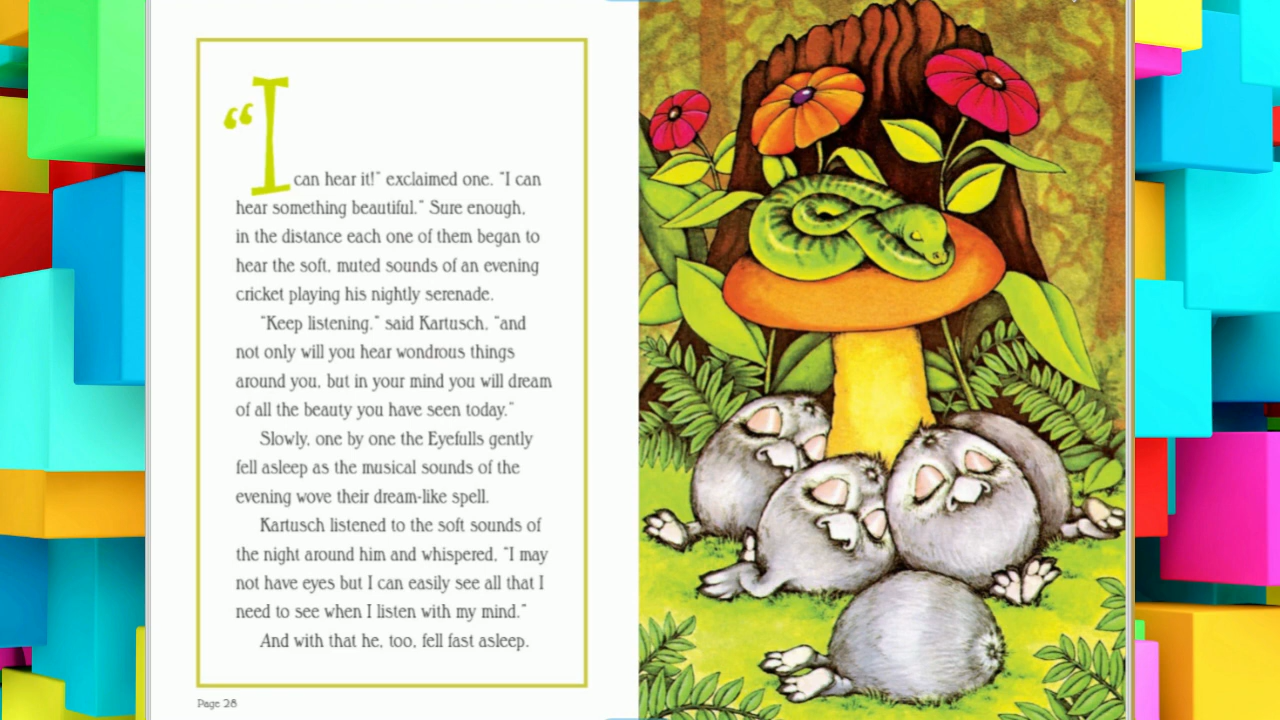 “I can hear it!” exclaimed one. “I can
hear something beautiful.” Sure enough,
in the distance each one of them began to
hear the soft, muted sounds of an evening
cricket playing his nightly serenade.
“Keep listening,” said Kartusch, “and
not only will you hear wondrous things
around you, but in your mind you will dream
of all the beauty you have seen today.”
Slowly, one by one the Eyefulls gently
fell asleep as the musical sounds of the
evening wove their dream-like spell.
Kartusch listened to the soft sounds of
the night around him and whispered, “I may
not have eyes but I can easily see all that I
need to see when I listen with my mind.”
And with that he, too, fell fast asleep.
Page 28